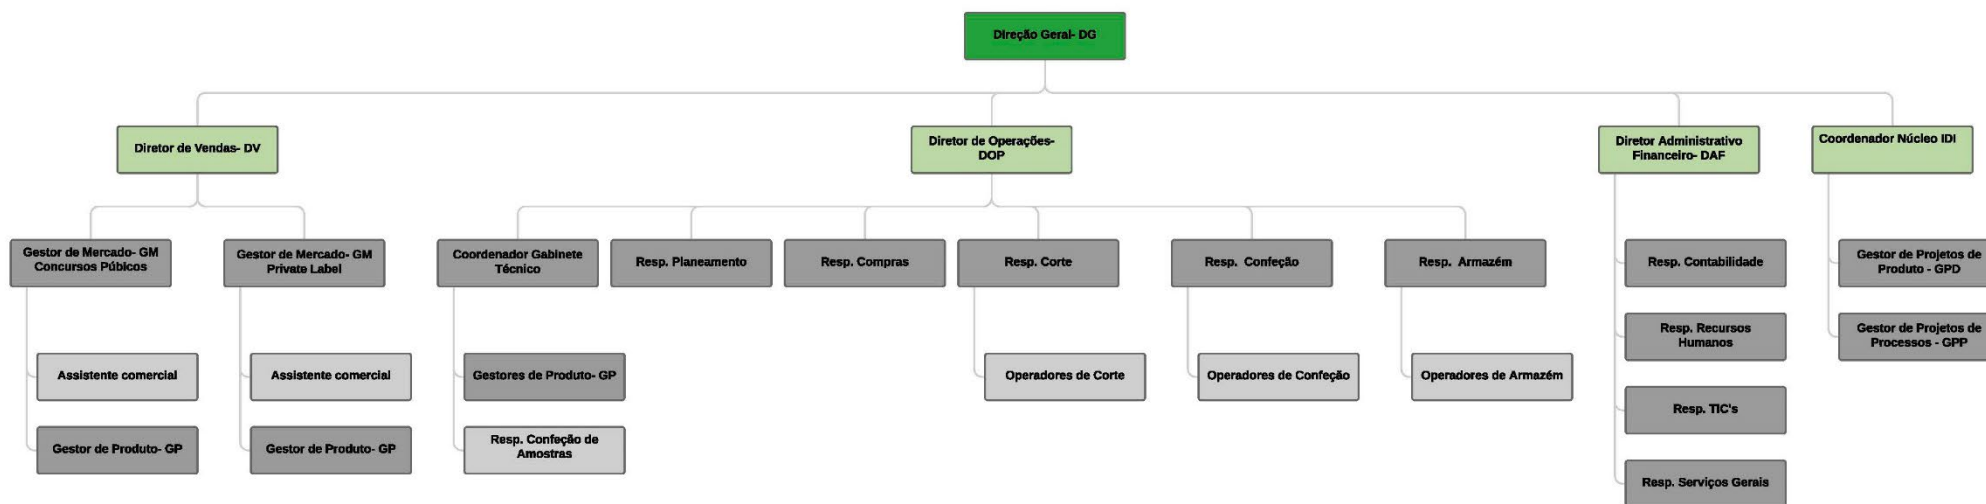 Direção Geral- DG
Diretor de Vendas- DV
Diretor de Operações-
DOP
Diretor Administrativo
Financeiro- DAF
Coordenador Núcleo IDI
Gestor de Mercado- GM
Concursos Púbicos
Gestor de Mercado- GM
Private Label
Coordenador Gabinete
Técnico
Resp. Planeamento
Resp. Compras
Resp. Corte
Resp. Confeção
Resp. Armazém
Resp. Contabilidade
Gestor de Projetos de
Produto - GPD
Resp. Recursos
Humanos
Gestor de Projetos de
Processos - GPP
Assistente comercial
Assistente comercial
Gestores de Produto- GP
Operadores de Corte
Operadores de Confeção
Operadores de Armazém
Resp. TIC's
Gestor de Produto- GP
Gestor de Produto- GP
Resp. Confeção de
Amostras
Resp. Serviços Gerais